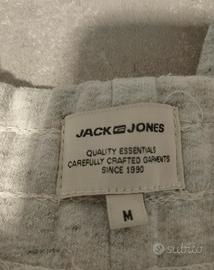 JACK & JONES
QUALITY ESSENTIALS
CAREFULLY CRAFTED GARMENTS
SINCE 1990
M
subito